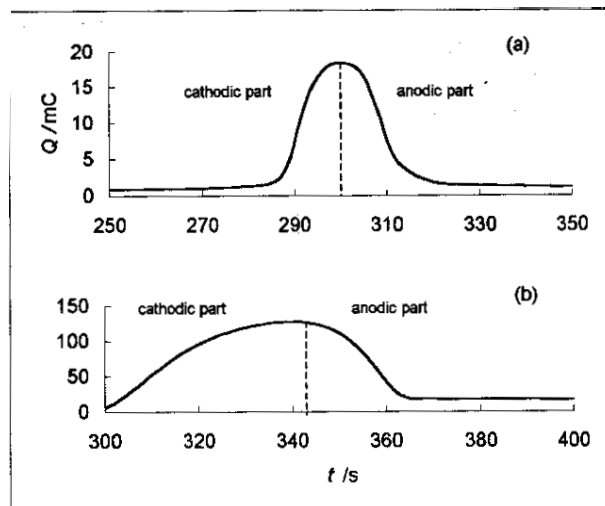 (a)
20
15
10
5
0
Q /mC
cathodic part
anodic part
250 270 290 310 330 350
(b)
150
100
50
0
cathodic part
anodic part
300 320 340 360 380 400
t /s